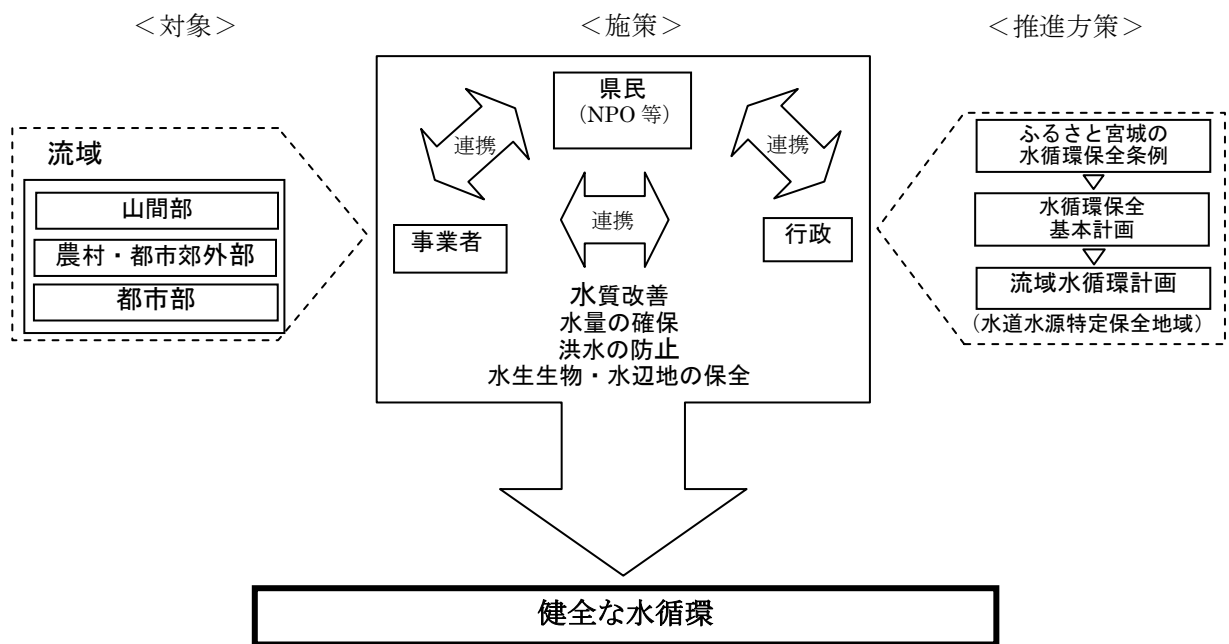 ＜対象＞
＜施策＞
＜推進方策＞
流域
山間部
農村・都市郊外部
都市部
県民
（NPO 等）
連携
連携
連携
事業者
行政
水質改善
水量の確保
洪水の防止
水生生物・水辺地の保全
ふるさと宮城の
水循環保全条例
水循環保全
基本計画
流域水循環計画
（水道水源特定保全地域）
健全な水循環